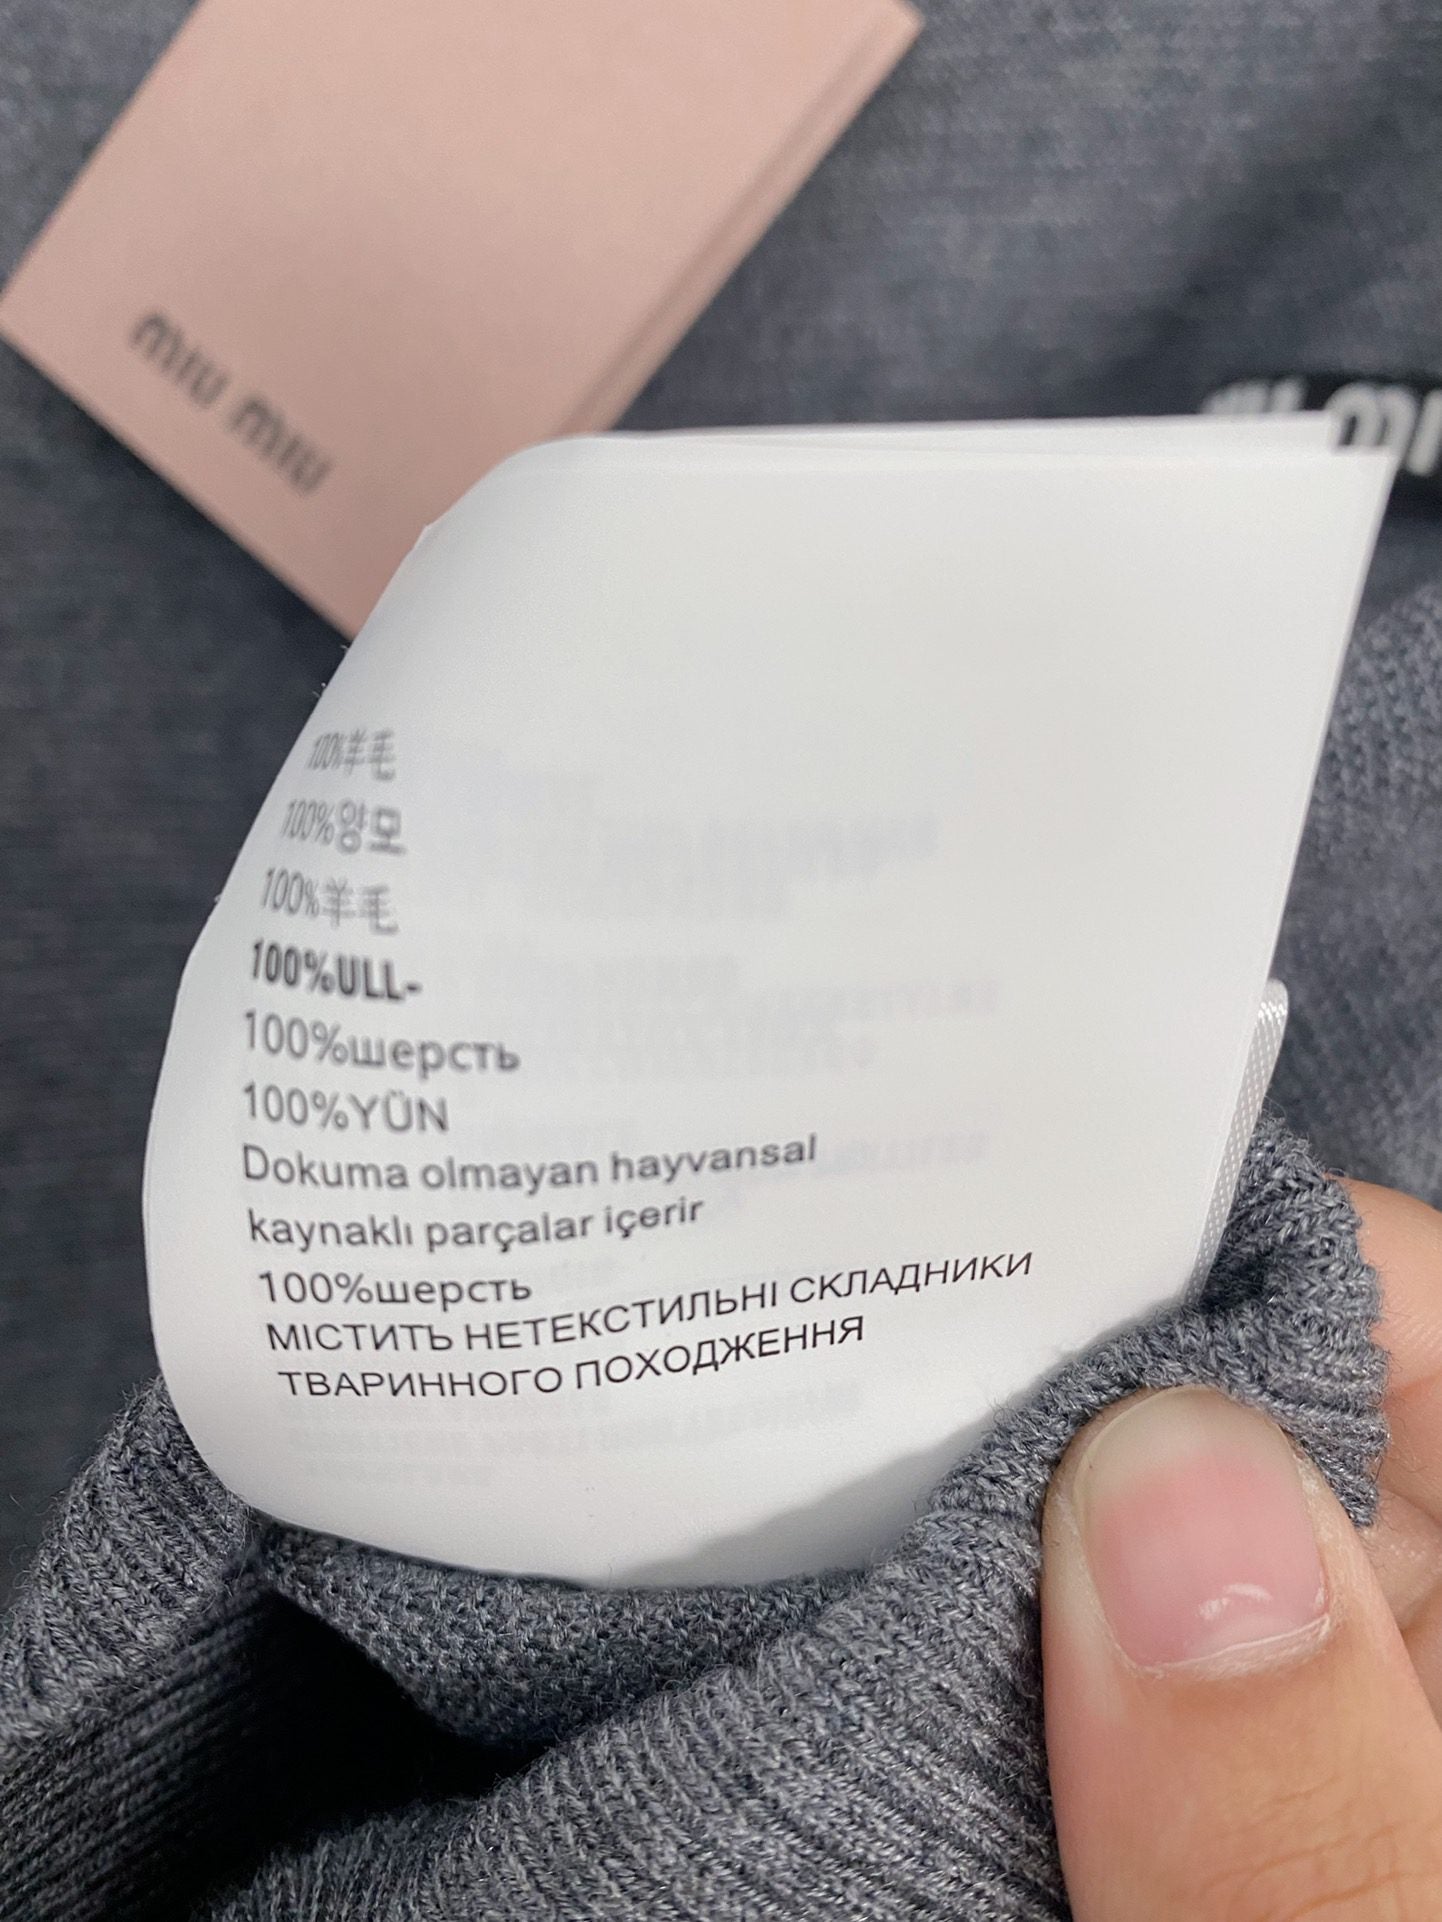 miu miu
miu
100%羊毛
100%양모
100%羊毛
100%ULL-
100%шерсть
100%YÜN
Dokuma olmayan hayvansal
kaynaklı parçalar içerir
100%шерсть
МІСТИТЬ НЕТЕКСТИЛЬНІ СКЛАДНИКИ
ТВАРИННОГО ПОХОДЖЕННЯ